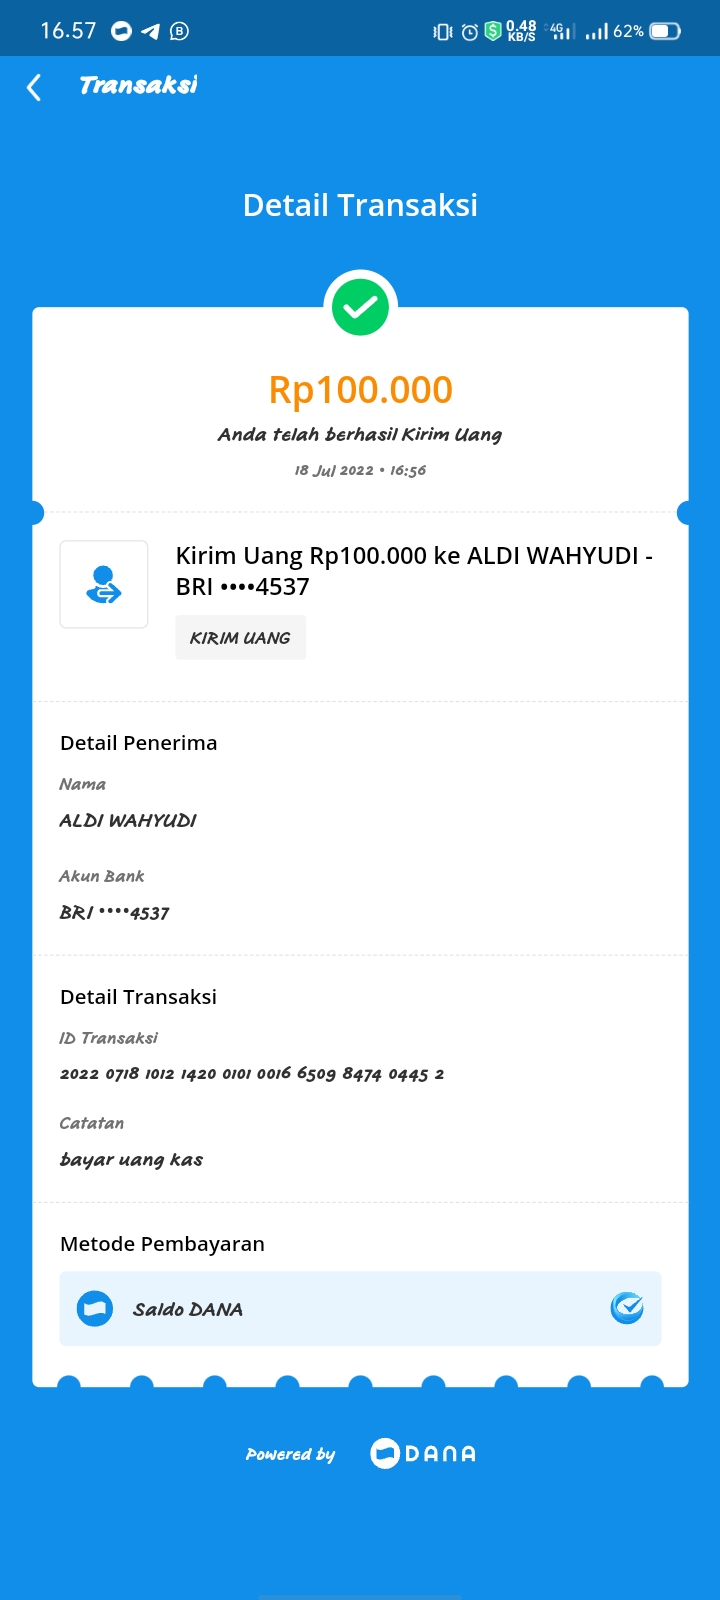 16.57
0.48
KB/S
4G
62%
Transaksi
Detail Transaksi
Rp100.000
Anda telah berhasil Kirim Uang
18 Jul 2022 • 16:56
Kirim Uang Rp100.000 ke ALDI WAHYUDI -
BRI ••••4537
KIRIM UANG
Detail Penerima
Nama
ALDI WAHYUDI
Akun Bank
BRI ••••4537
Detail Transaksi
ID Transaksi
2022 0718 1012 1420 0101 0016 6509 8474 0445 2
Catatan
bayar uang kas
Metode Pembayaran
Saldo DANA
Powered by DANA